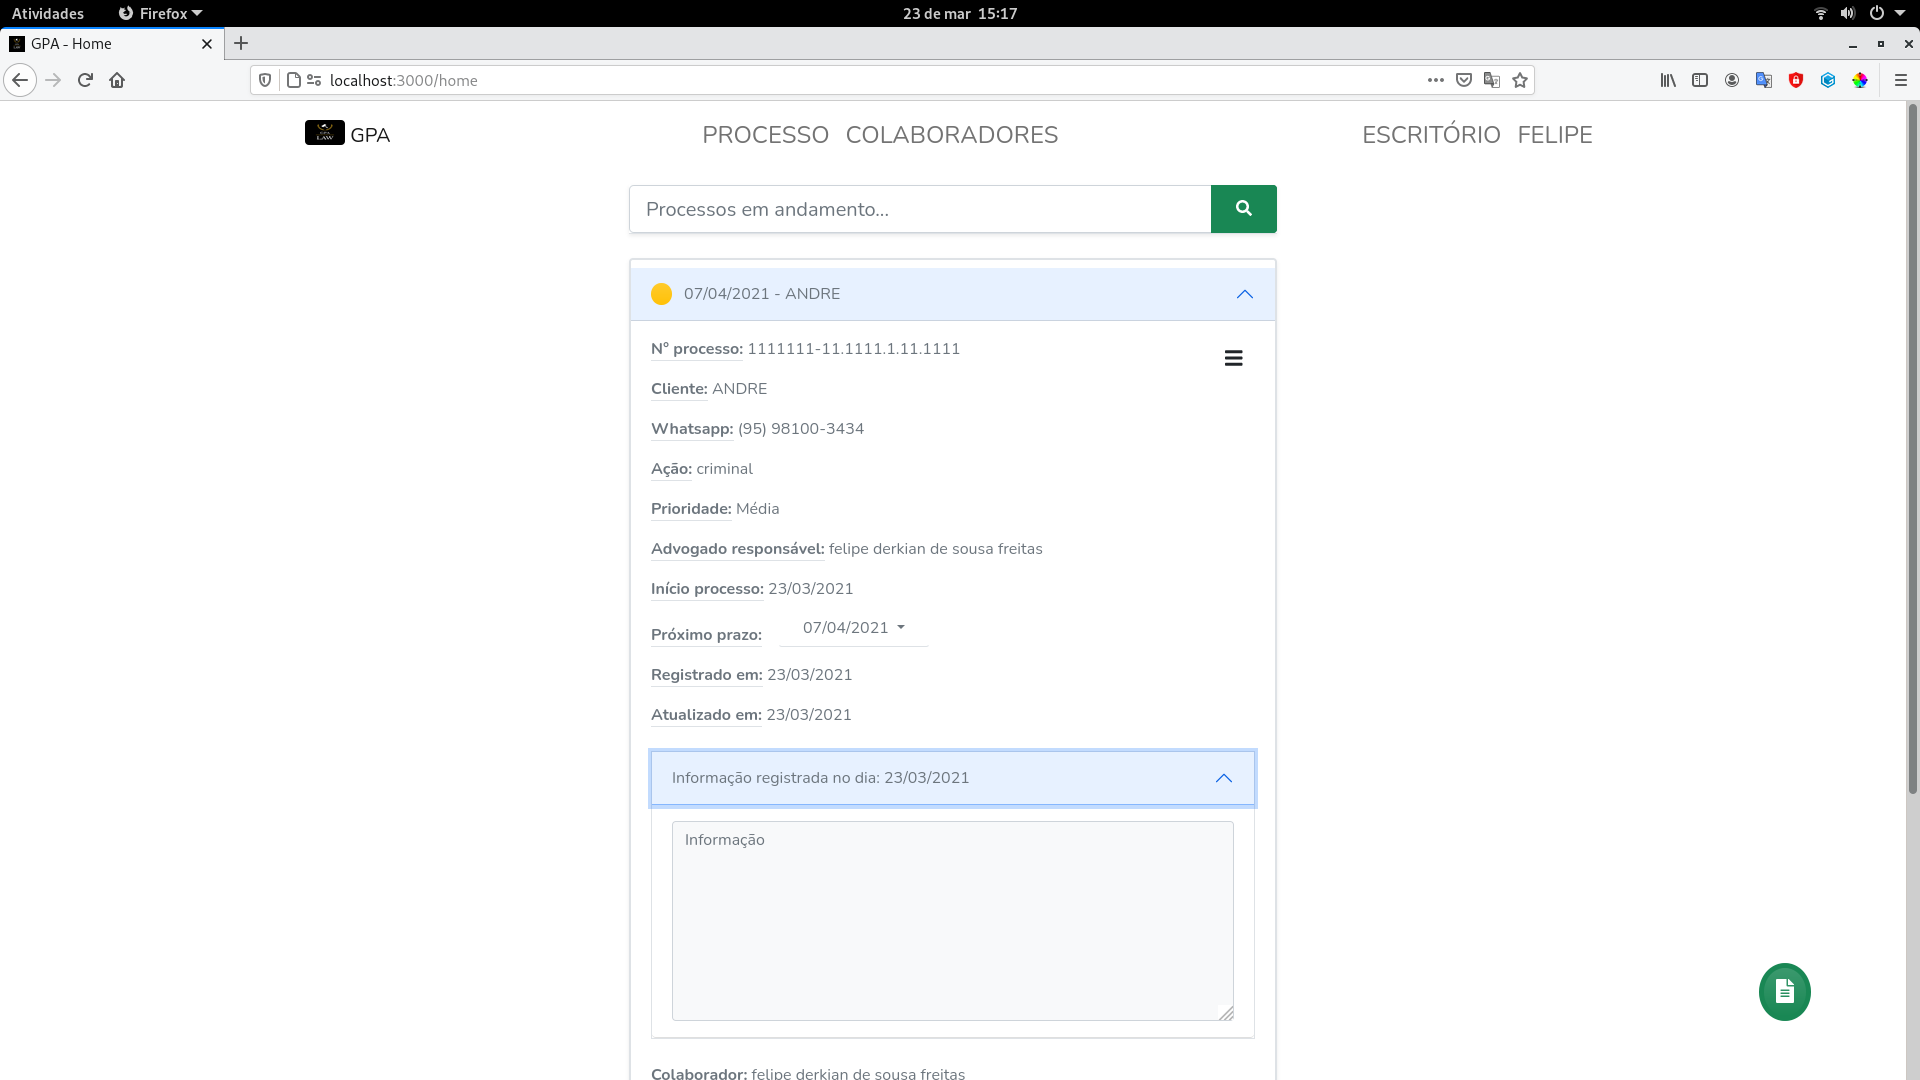 Atividades Firefox 23 de mar 15:17
GPA - Home
localhost:3000/home
GPA PROCESSO COLABORADORES ESCRITÓRIO FELIPE
Processos em andamento...
07/04/2021 - ANDRE
N° processo: 1111111-11.1111.1.11.1111
Cliente: ANDRE
Whatsapp: (95) 98100-3434
Ação: criminal
Prioridade: Média
Advogado responsável: felipe derkian de sousa freitas
Início processo: 23/03/2021
Próximo prazo: 07/04/2021
Registrado em: 23/03/2021
Atualizado em: 23/03/2021
Informação registrada no dia: 23/03/2021
Informação
Colaborador: felipe derkian de sousa freitas